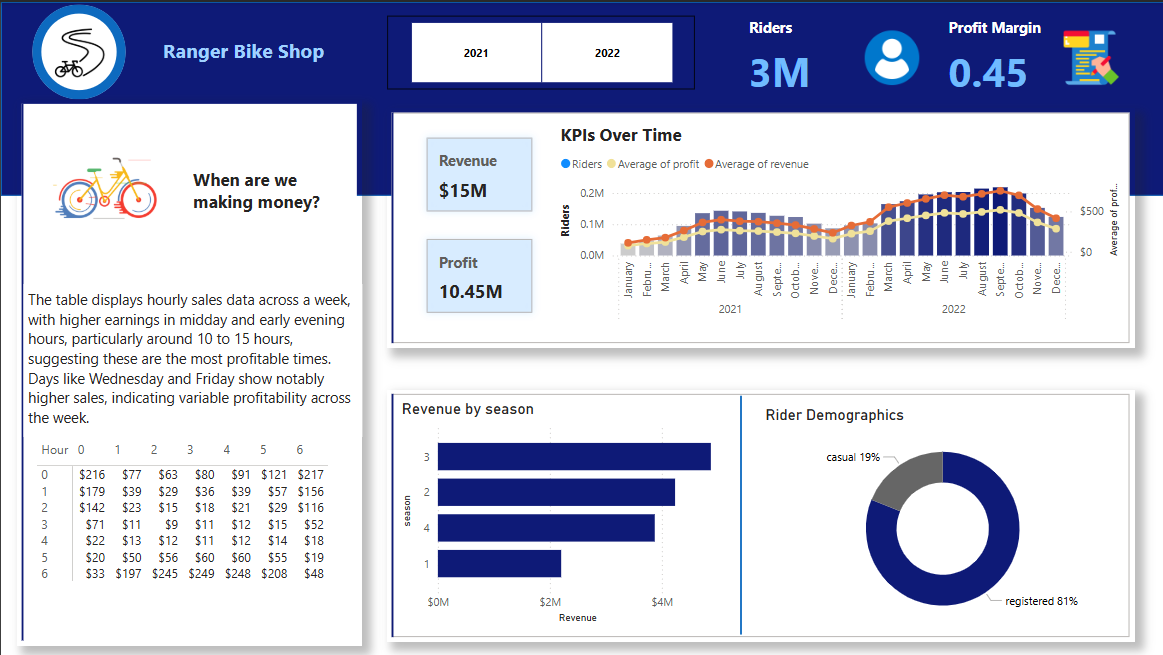 Ranger Bike Shop
2021
2022
Riders
3M
Profit Margin
0.45
When are we
making money?
The table displays hourly sales data across a week,
with higher earnings in midday and early evening
hours, particularly around 10 to 15 hours,
suggesting these are the most profitable times.
Days like Wednesday and Friday show notably
higher sales, indicating variable profitability across
the week.
Hour 0 1 2 3 4 5 6
0 $216 $77 $63 $80 $91 $121 $217
1 $179 $39 $29 $36 $39 $57 $156
2 $142 $23 $15 $18 $21 $29 $116
3 $71 $11 $9 $11 $12 $15 $52
4 $22 $13 $12 $11 $12 $14 $18
5 $20 $50 $56 $60 $60 $55 $19
6 $33 $197 $245 $249 $248 $208 $48
Revenue
$15M
Profit
10.45M
KPIs Over Time
Riders Average of profit Average of revenue
Riders
0.2M
0.1M
0.0M
$500
$0
Average of prof...
January Febru... March April May June July August Septe... Octob... Nove... Dece... January Febru... March April May June July August Septe... Octob... Nove... Dece...
2021 2022
Revenue by season
season
3
2
4
1
$0M $2M $4M
Revenue
Rider Demographics
casual 19%
registered 81%